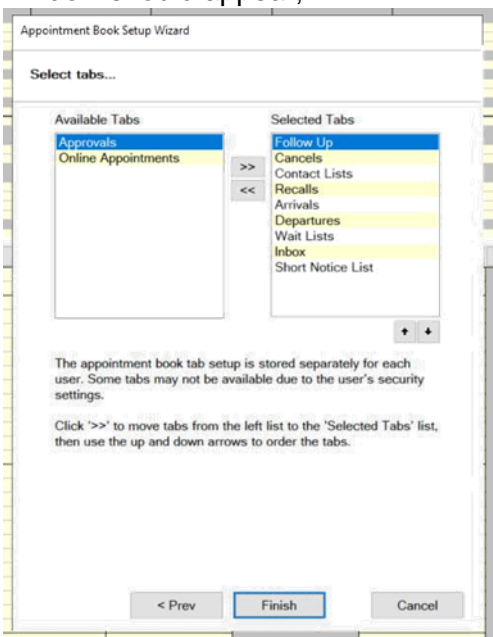 Appointment Book Setup Wizard
Select tabs...
Available Tabs
Approvals
Online Appointments
>>
<<
Selected Tabs
Follow Up
Cancels
Contact Lists
Recalls
Arrivals
Departures
Wait Lists
Inbox
Short Notice List
The appointment book tab setup is stored separately for each
user. Some tabs may not be available due to the user's security
settings.
Click '>>' to move tabs from the left list to the 'Selected Tabs' list,
then use the up and down arrows to order the tabs.
< Prev
Finish
Cancel